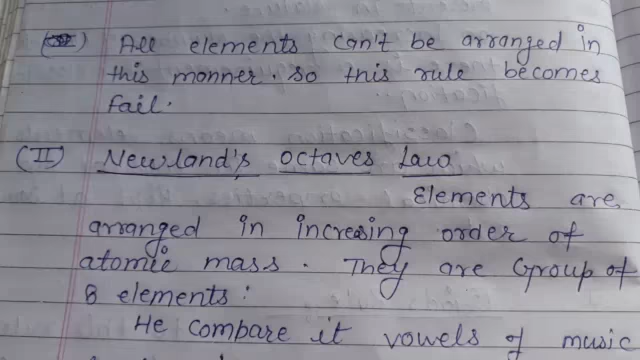 All elements can't be arranged in
this manner. so this rule becomes
fail.
(II) Newland's octaves Law
Elements are
arranged in increasing order of
atomic mass. They are Group of
8 elements:
He compare it vowels of music